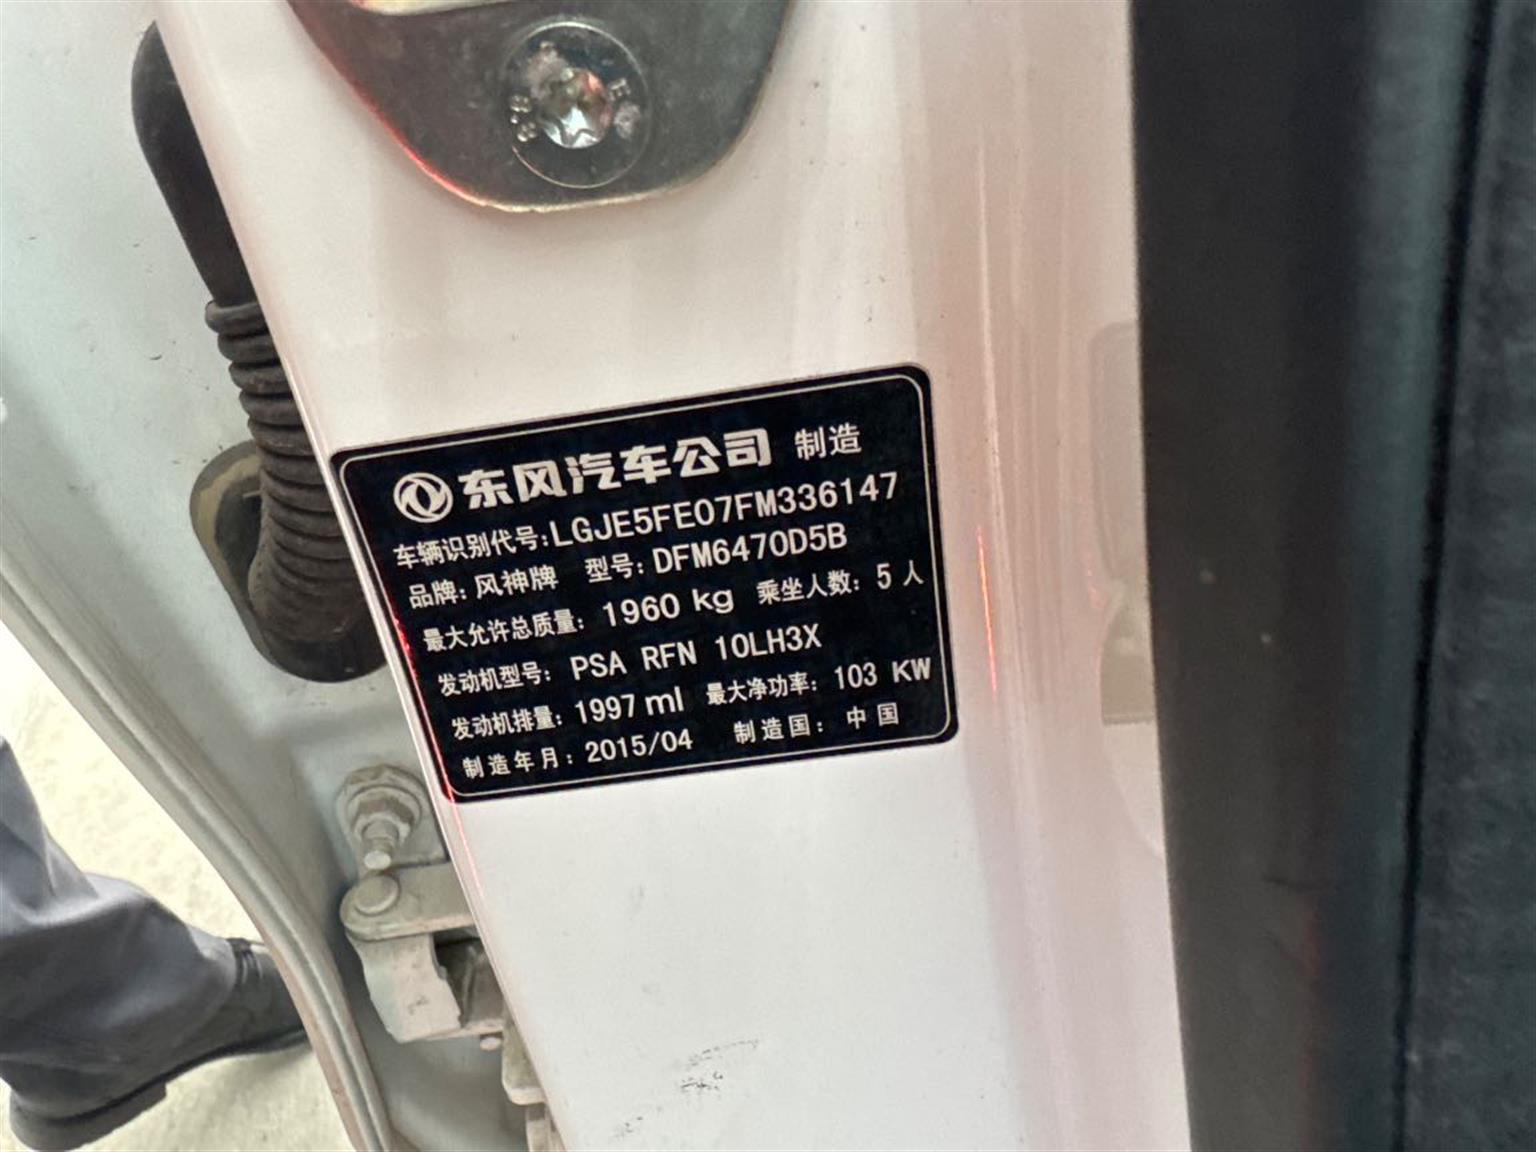 东风汽车公司 制造
车辆识别代号:LGJE5FE07FM336147
品牌: 风神牌 型号: DFM6470D5B
最大允许总质量: 1960 kg 乘坐人数: 5 人
发动机型号: PSA RFN 10LH3X
发动机排量: 1997 ml 最大净功率: 103 KW
制造年月: 2015/04 制造国: 中国